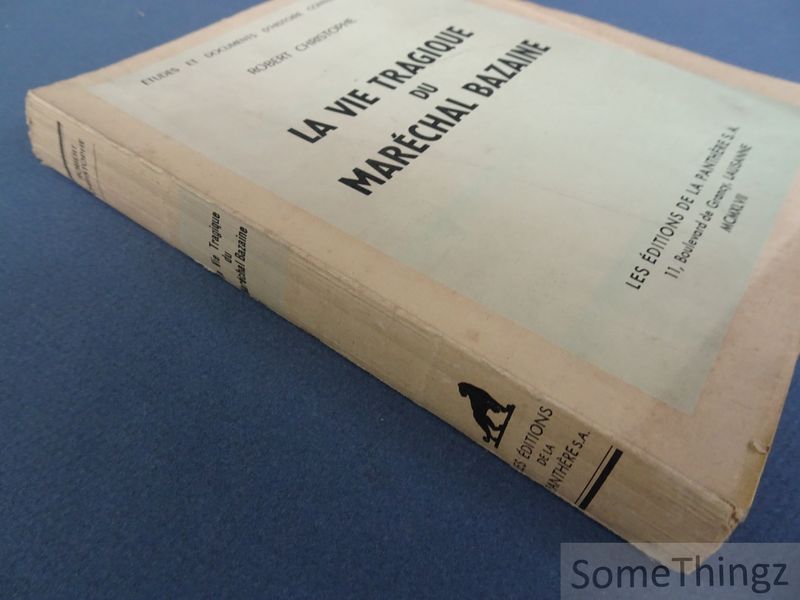 ÉTUDES ET DOCUMENTS D'HISTOIRE
ROBERT CHRISTOPHE
LA VIE TRAGIQUE
DU
MARÉCHAL BAZAINE
LES ÉDITIONS DE LA PANTHÈRE S.A.
11, Boulevard de Grancy, LAUSANNE
MCMXLVII
Vie Tragique
du
Bazaine
LES ÉDITIONS
DE LA
PANTHÈRE S.A.
SomeThingz